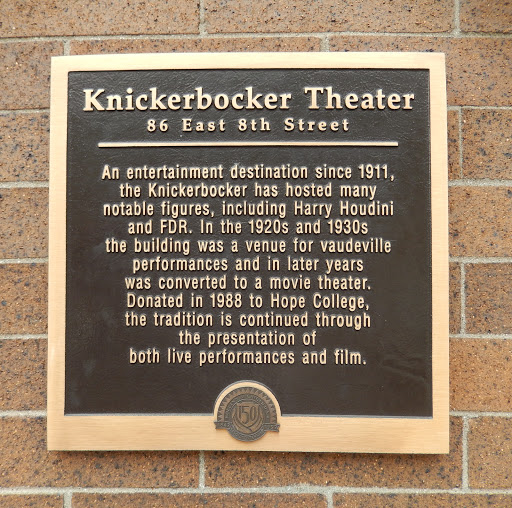 Knickerbocker Theater
86 East 8th Street
An entertainment destination since 1911,
the Knickerbocker has hosted many
notable figures, including Harry Houdini
and FDR. In the 1920s and 1930s
the building was a venue for vaudeville
performances and in later years
was converted to a movie theater.
Donated in 1988 to Hope College,
the tradition is continued through
the presentation of
both live performances and film.
150